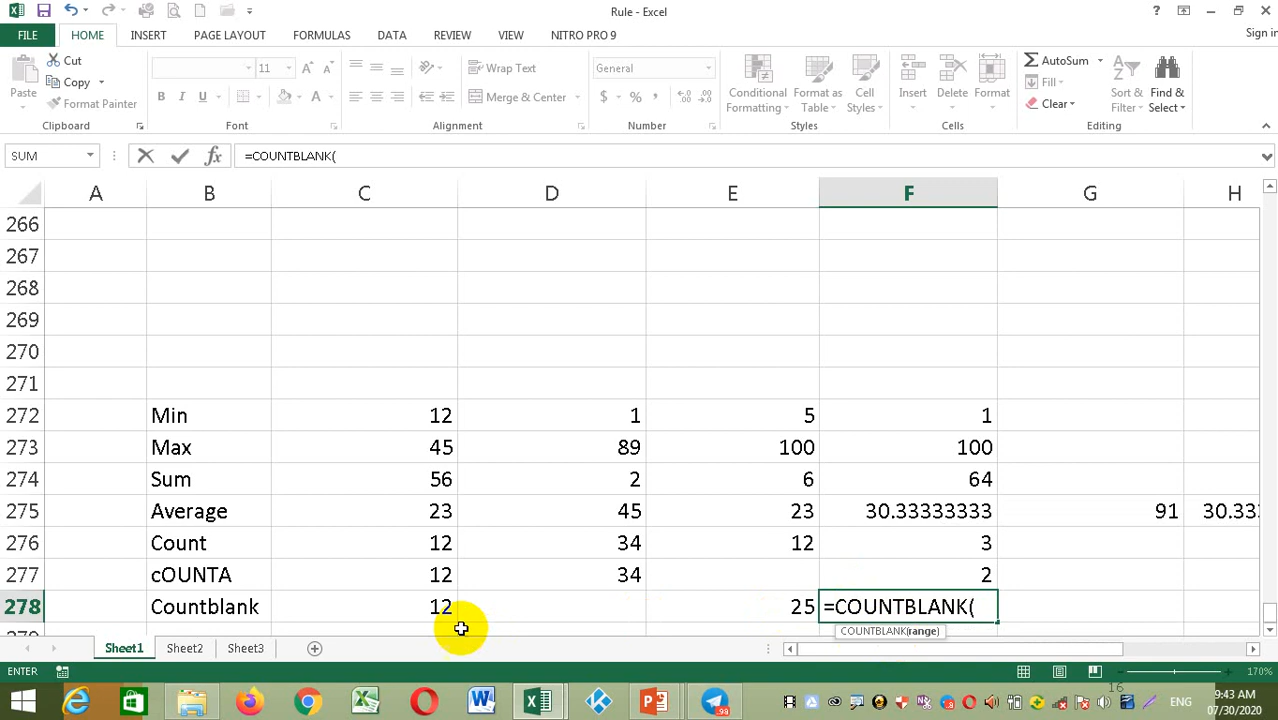 Rule - Excel
?
FILE HOME INSERT PAGE LAYOUT FORMULAS DATA REVIEW VIEW NITRO PRO 9
Sign in
Paste
Cut
Copy
Format Painter
Clipboard
11
A A
B I U
A
Font
Wrap Text
Merge & Center
Alignment
General
$ % ,
Number
Conditional Formatting
Format as Table
Cell Styles
Styles
Insert
Delete
Format
Cells
AutoSum
Fill
Clear
Sort & Filter
Find & Select
Editing
SUM fx =COUNTBLANK(
A B C D E F G H
266
267
268
269
270
271
272 Min 12 1 5 1
273 Max 45 89 100 100
274 Sum 56 2 6 64
275 Average 23 45 23 30.33333333 91 30.33
276 Count 12 34 12 3
277 cOUNTA 12 34 2
278 Countblank 12 25 =COUNTBLANK(
COUNTBLANK(range)
Sheet1 Sheet2 Sheet3
ENTER 170%
16
98
ENG
9:43 AM
07/30/2020